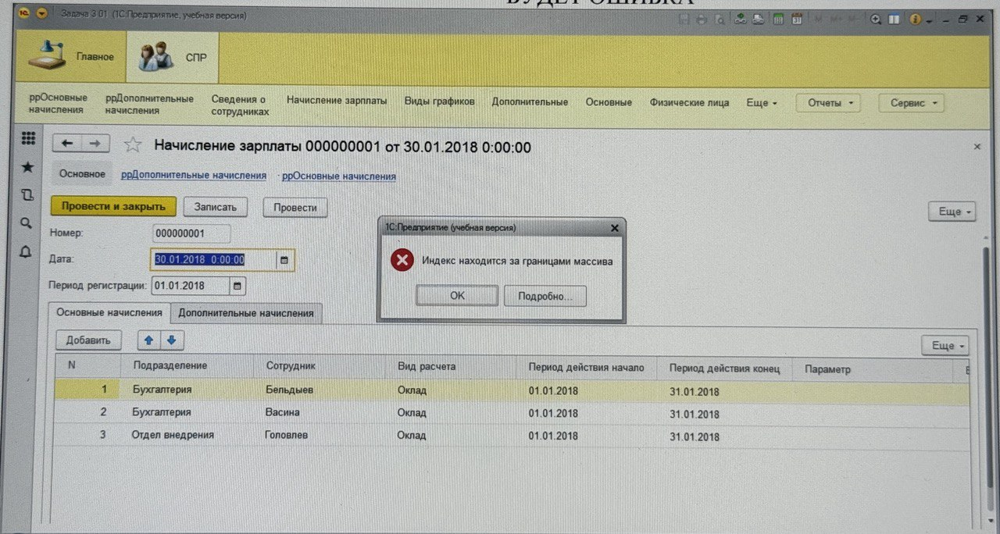 БУДЕТ ОШИБКА
Задача 3.01 (1С:Предприятие, учебная версия)
Главное
СПР
ррОсновные начисления
ррДополнительные начисления
Сведения о сотрудниках
Начисление зарплаты
Виды графиков
Дополнительные
Основные
Физические лица
Еще
Отчеты
Сервис
Начисление зарплаты 000000001 от 30.01.2018 0:00:00
Основное ррДополнительные начисления ррОсновные начисления
Провести и закрыть Записать Провести Еще
Номер: 000000001
Дата: 30.01.2018 0:00:00
Период регистрации: 01.01.2018
1С:Предприятие (учебная версия)
Индекс находится за границами массива
OK Подробно...
Основные начисления Дополнительные начисления
Добавить Еще
N Подразделение Сотрудник Вид расчета Период действия начало Период действия конец Параметр
1 Бухгалтерия Бельдыев Оклад 01.01.2018 31.01.2018
2 Бухгалтерия Васина Оклад 01.01.2018 31.01.2018
3 Отдел внедрения Головлев Оклад 01.01.2018 31.01.2018